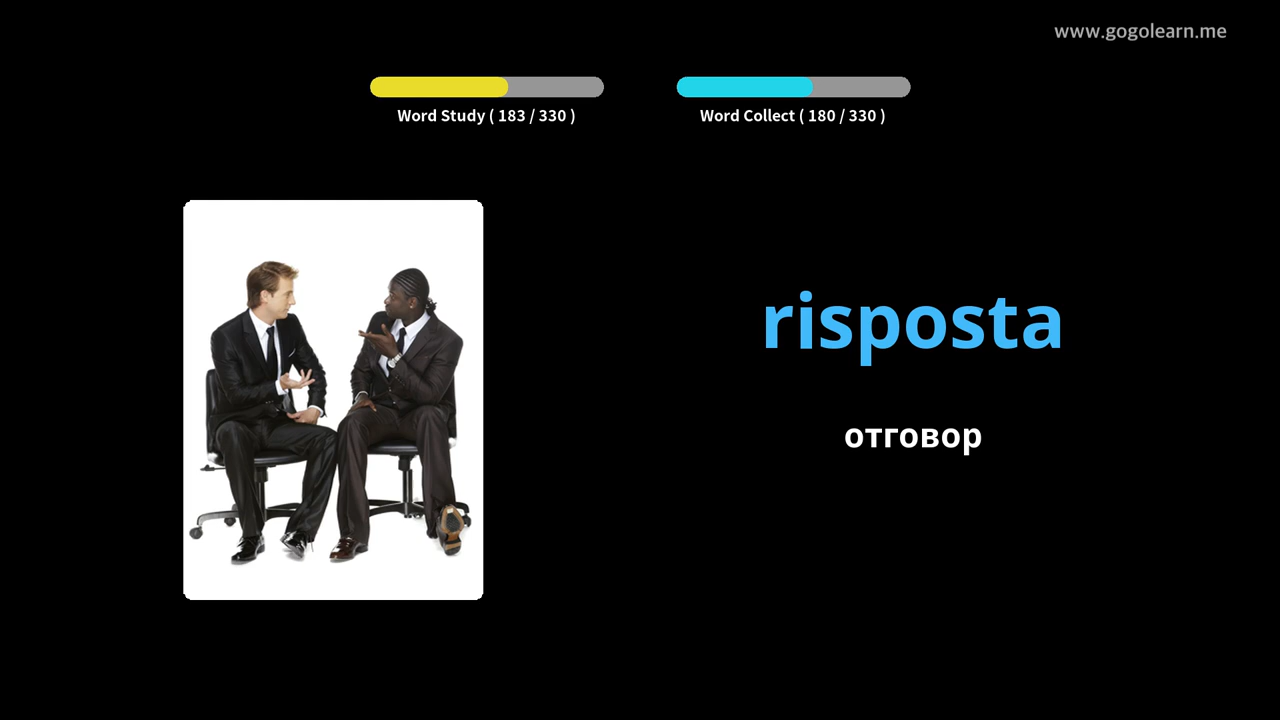 www.gogolearn.me
Word Study ( 183 / 330 )
Word Collect ( 180 / 330 )
risposta
отговор